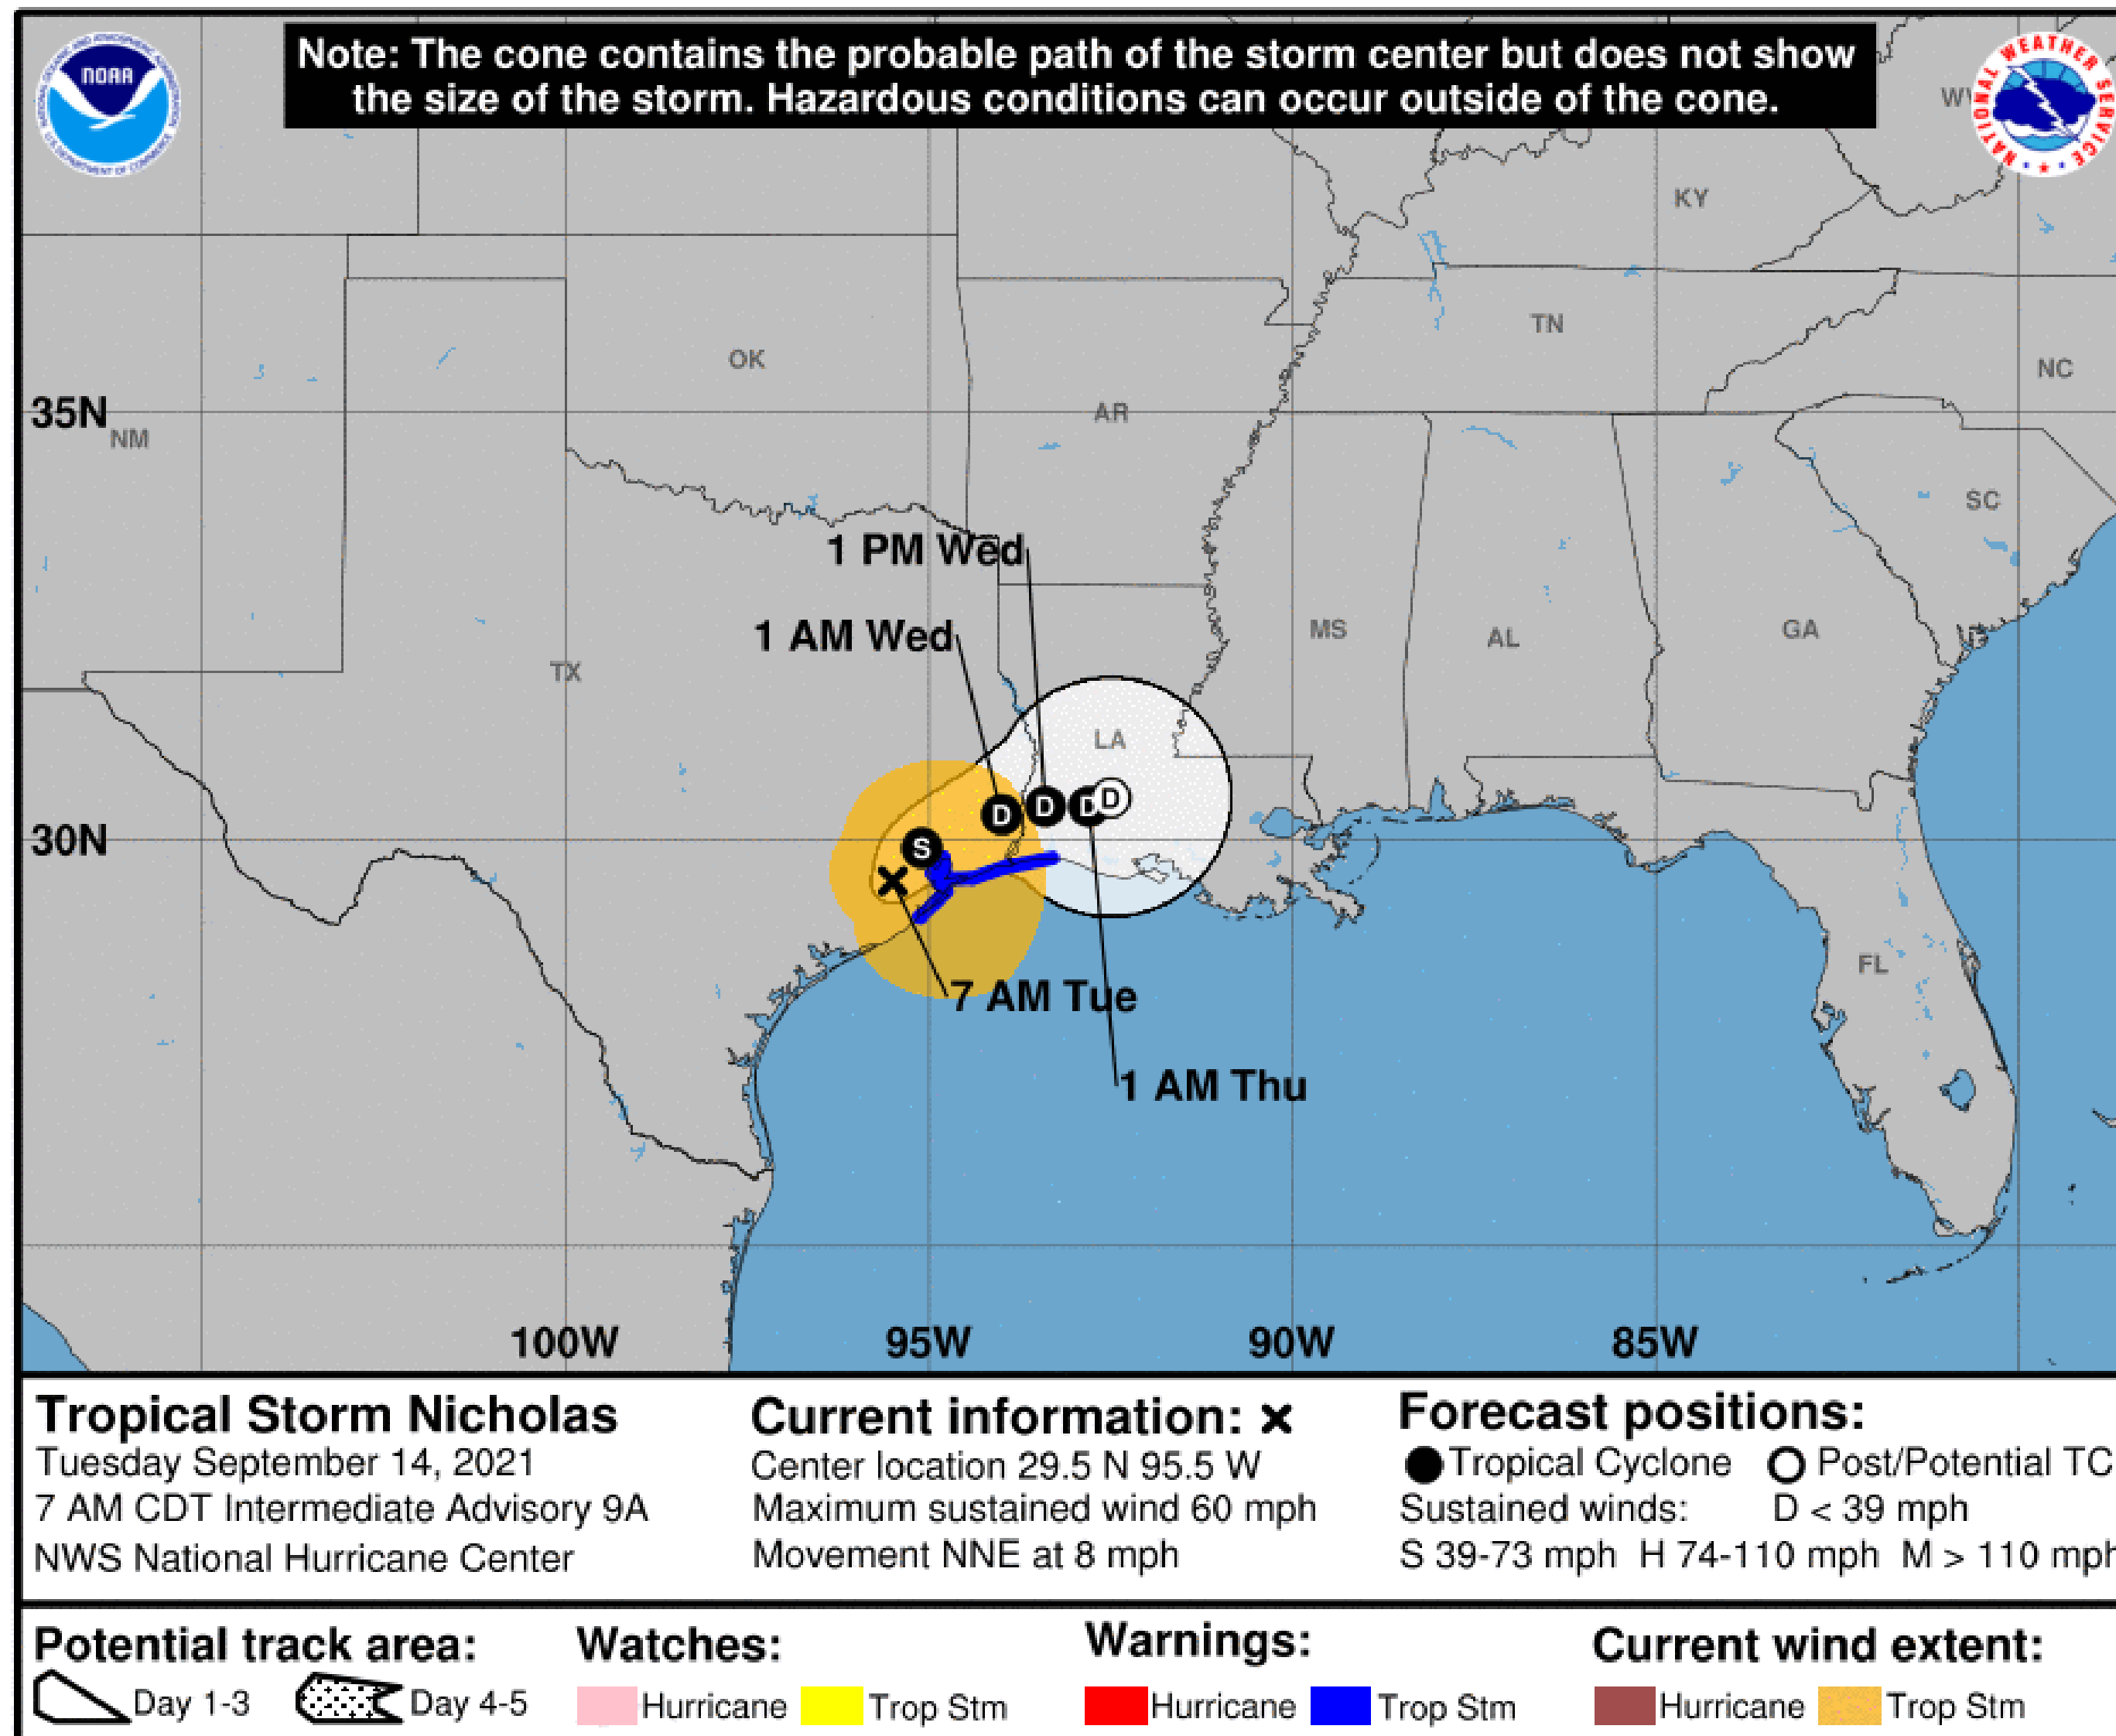 Note: The cone contains the probable path of the storm center but does not show
the size of the storm. Hazardous conditions can occur outside of the cone.
NOAA
NATIONAL WEATHER SERVICE
KY
TN
OK
NC
35N
AR
NM
SC
1 PM Wed
1 AM Wed
MS
AL
GA
TX
LA
D
D
D
D
30N
S
FL
7 AM Tue
1 AM Thu
100W
95W
90W
85W
Tropical Storm Nicholas
Tuesday September 14, 2021
7 AM CDT Intermediate Advisory 9A
NWS National Hurricane Center
Current information: x
Center location 29.5 N 95.5 W
Maximum sustained wind 60 mph
Movement NNE at 8 mph
Forecast positions:
Tropical Cyclone Post/Potential TC
Sustained winds: D < 39 mph
S 39-73 mph H 74-110 mph M > 110 mph
Potential track area:
Day 1-3 Day 4-5
Watches:
Hurricane Trop Stm
Warnings:
Hurricane Trop Stm
Current wind extent:
Hurricane Trop Stm